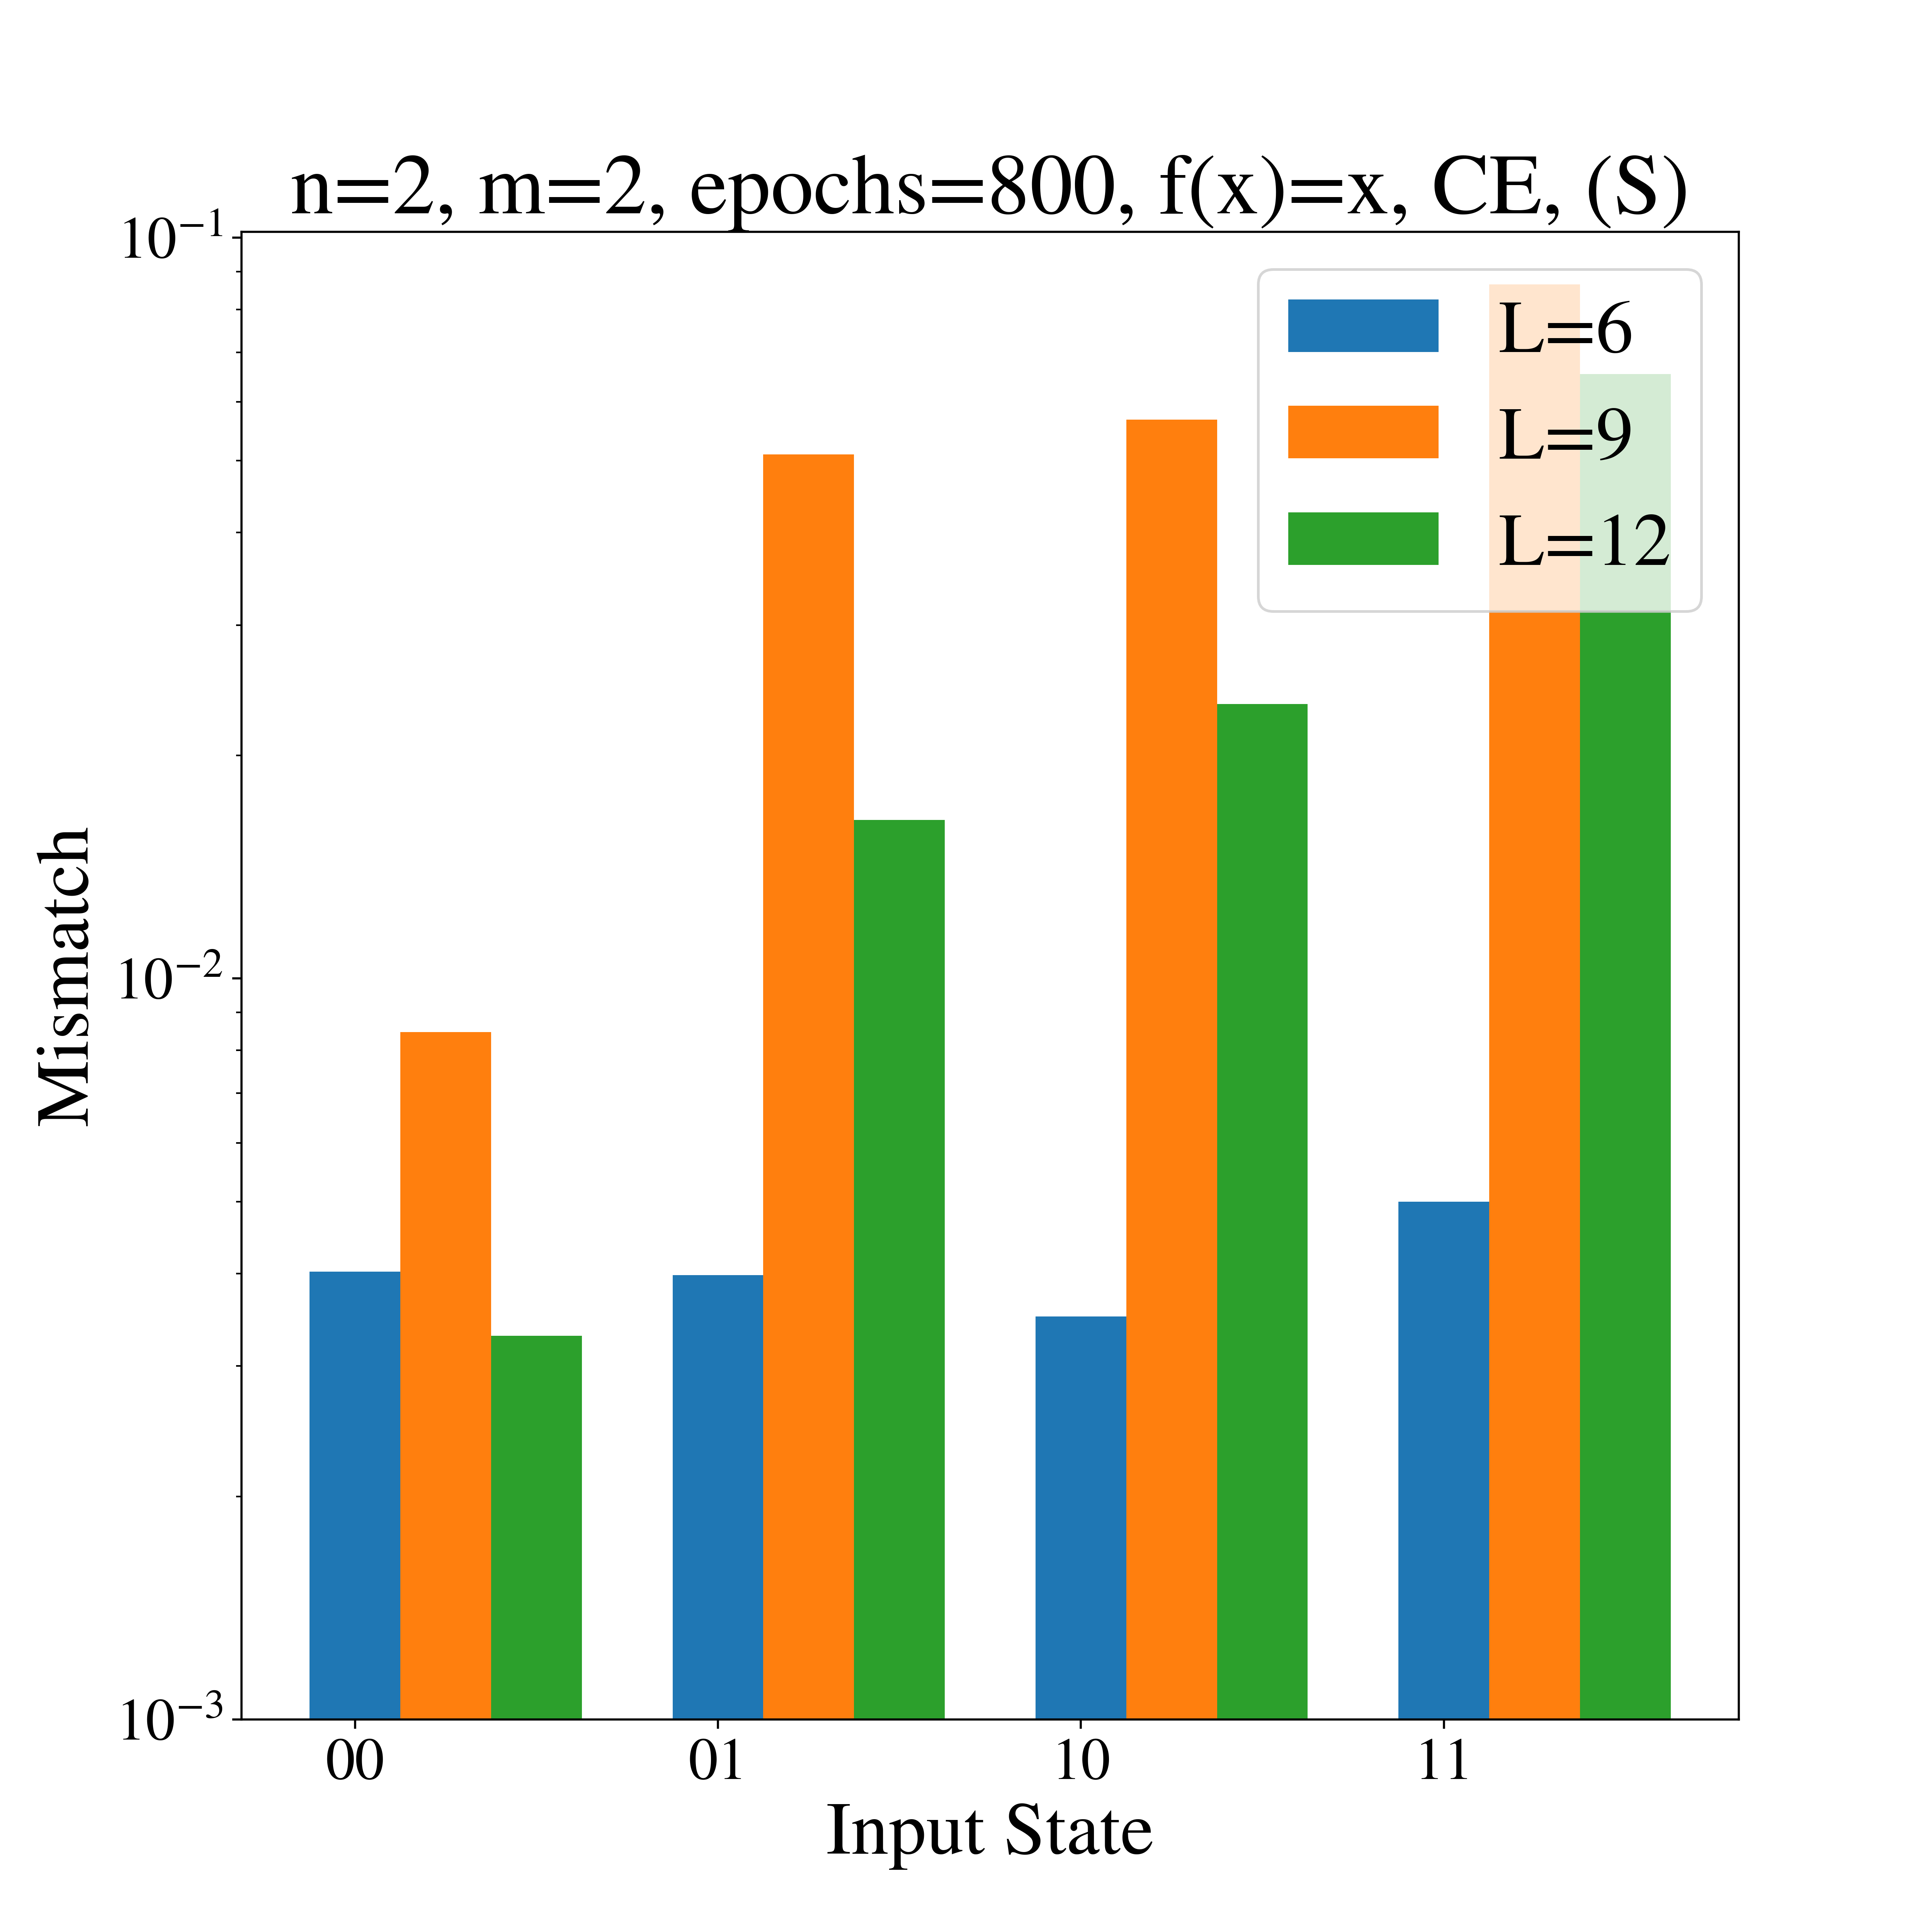 n=2, m=2, epochs=800, f(x)=x, CE, (S)
10⁻¹
10⁻²
10⁻³
Mismatch
L=6
L=9
L=12
00 01 10 11
Input State